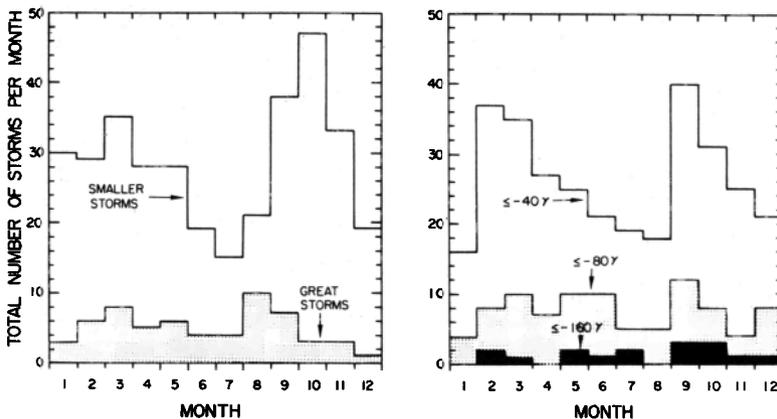 TOTAL NUMBER OF STORMS PER MONTH
50
40
30
20
10
0
SMALLER
STORMS
GREAT
STORMS
1 2 3 4 5 6 7 8 9 10 11 12
MONTH
50
40
30
20
10
0
≤-40γ
≤-80γ
≤-160γ
1 2 3 4 5 6 7 8 9 10 11 12
MONTH